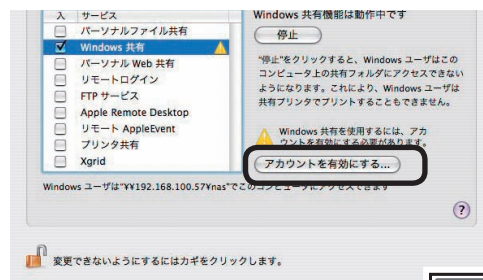 入 サービス
パーソナルファイル共有
Windows 共有
パーソナル Web 共有
リモートログイン
FTP サービス
Apple Remote Desktop
リモート AppleEvent
プリンタ共有
Xgrid
Windows 共有機能は動作中です
停止
"停止"をクリックすると、Windows ユーザはこの
コンピュータ上の共有フォルダにアクセスできない
ようになります。これにより、Windows ユーザは
共有プリンタでプリントすることもできません。
Windows 共有を使用するには、アカ
ウントを有効にする必要があります。
アカウントを有効にする...
Windows ユーザは"¥¥192.168.100.57¥nas"でこのコンピュータにアクセスできます
?
変更できないようにするにはカギをクリックします。